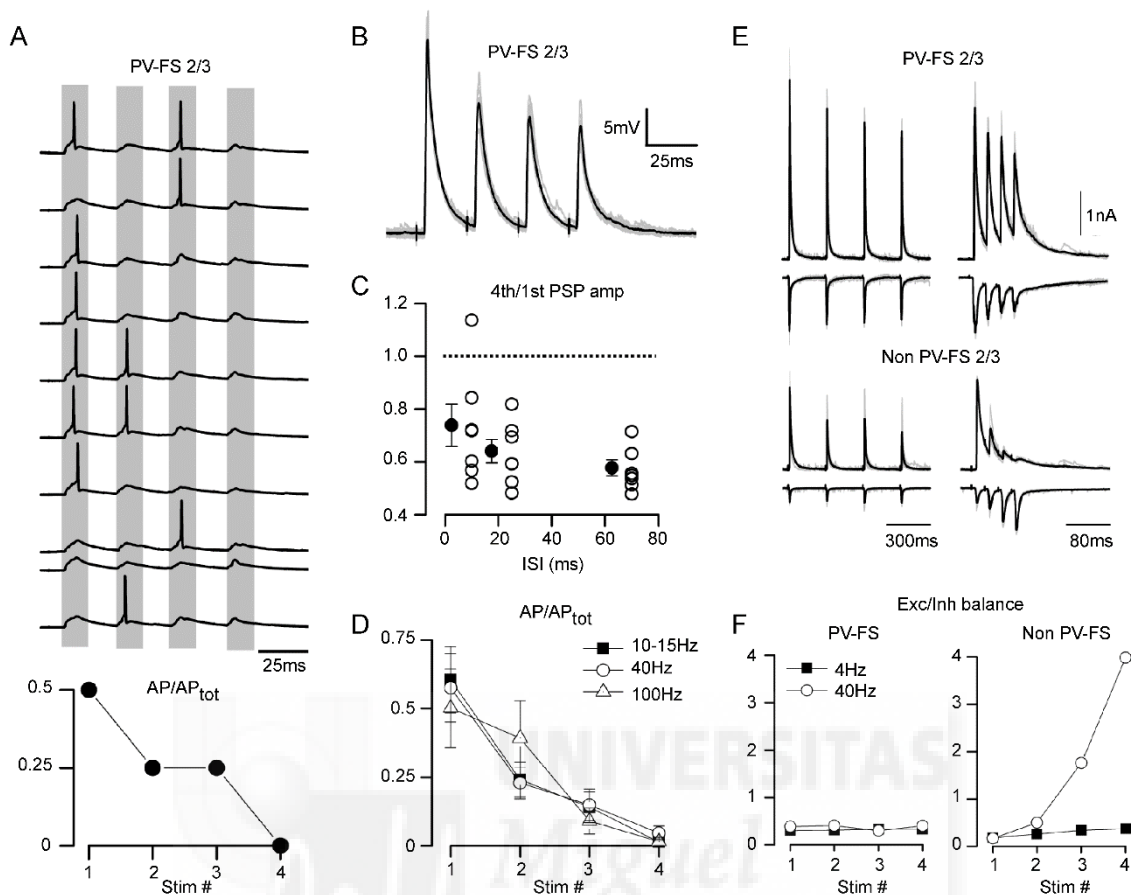 A
PV-FS 2/3
25ms
AP/APtot
0.5
0.25
0
1 2 3 4
Stim #
B
PV-FS 2/3
5mV
25ms
C
4th/1st PSP amp
1.2
1.0
0.8
0.6
0.4
0 20 40 60 80
ISI (ms)
D
AP/APtot
0.75
0.5
0.25
0
10-15Hz
40Hz
100Hz
1 2 3 4
Stim #
E
PV-FS 2/3
1nA
Non PV-FS 2/3
300ms
80ms
F
Exc/Inh balance
PV-FS
4
3
2
1
0
4Hz
40Hz
1 2 3 4
Stim #
Non PV-FS
4
3
2
1
0
1 2 3 4
Stim #
UNIVERSITAS
Miguel